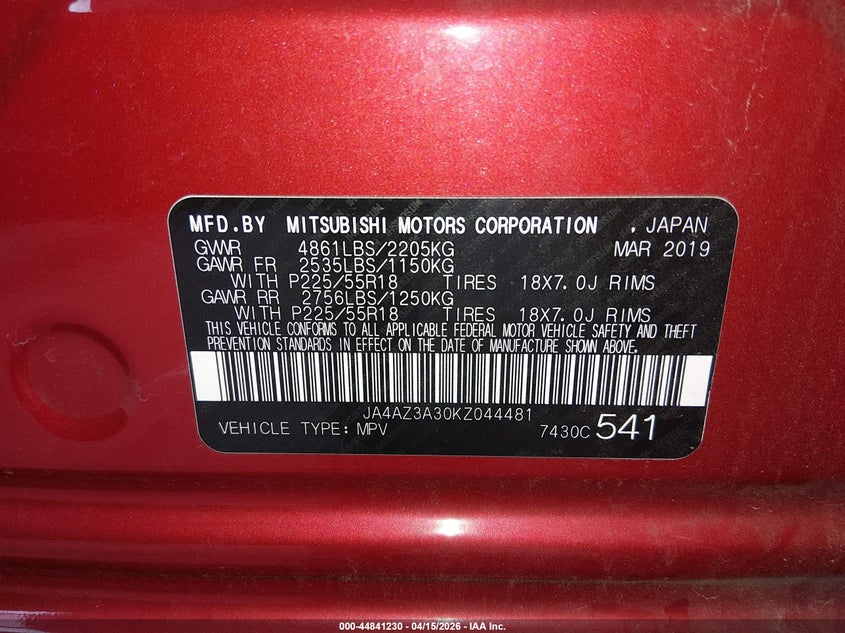 MFD.BY MITSUBISHI MOTORS CORPORATION , JAPAN
GVWR 4861LBS/2205KG MAR 2019
GAWR FR 2535LBS/1150KG
WITH P225/55R18 TIRES 18X7.0J RIMS
GAWR RR 2756LBS/1250KG
WITH P225/55R18 TIRES 18X7.0J RIMS
THIS VEHICLE CONFORMS TO ALL APPLICABLE FEDERAL MOTOR VEHICLE SAFETY AND THEFT
PREVENTION STANDARDS IN EFFECT ON THE DATE OF MANUFACTURE SHOWN ABOVE.
JA4AZ3A30KZ044481
VEHICLE TYPE: MPV 7430C 541
000-44841230 - 04/15/2026 - IAA Inc.